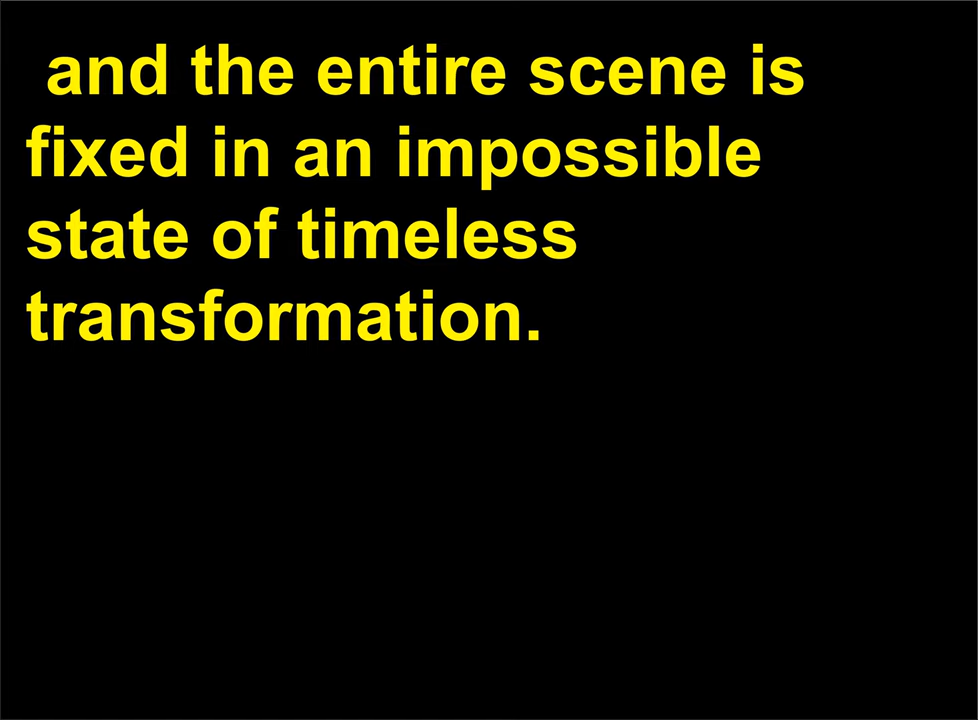 and the entire scene is
fixed in an impossible
state of timeless
transformation.